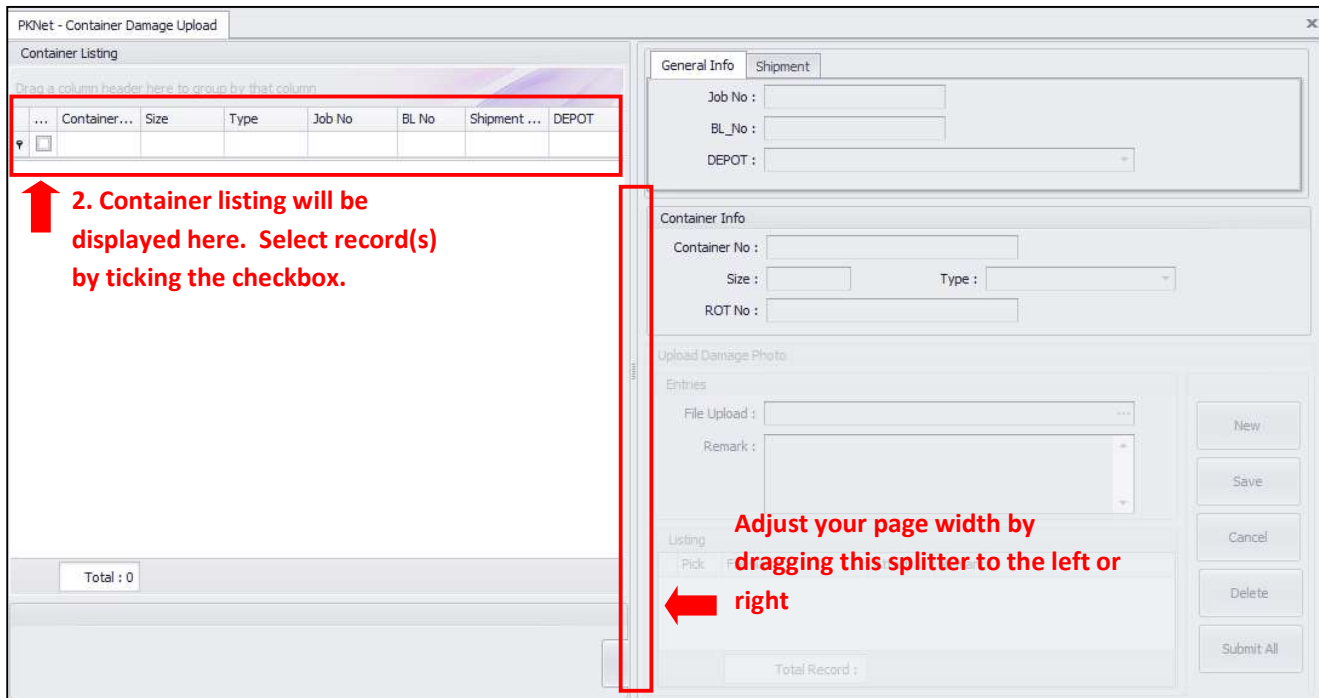 PKNet - Container Damage Upload
x
Container Listing
Drag a column header here to group by that column
... Container... Size Type Job No BL No Shipment ... DEPOT
2. Container listing will be
displayed here. Select record(s)
by ticking the checkbox.
Total : 0
General Info Shipment
Job No :
BL_No :
DEPOT :
Container Info
Container No :
Size : Type :
ROT No :
Upload Damage Photo
Entries
File Upload : ...
Remark :
New
Save
Cancel
Delete
Submit All
Listing
Pick
Adjust your page width by
dragging this splitter to the left or
right
Total Record :